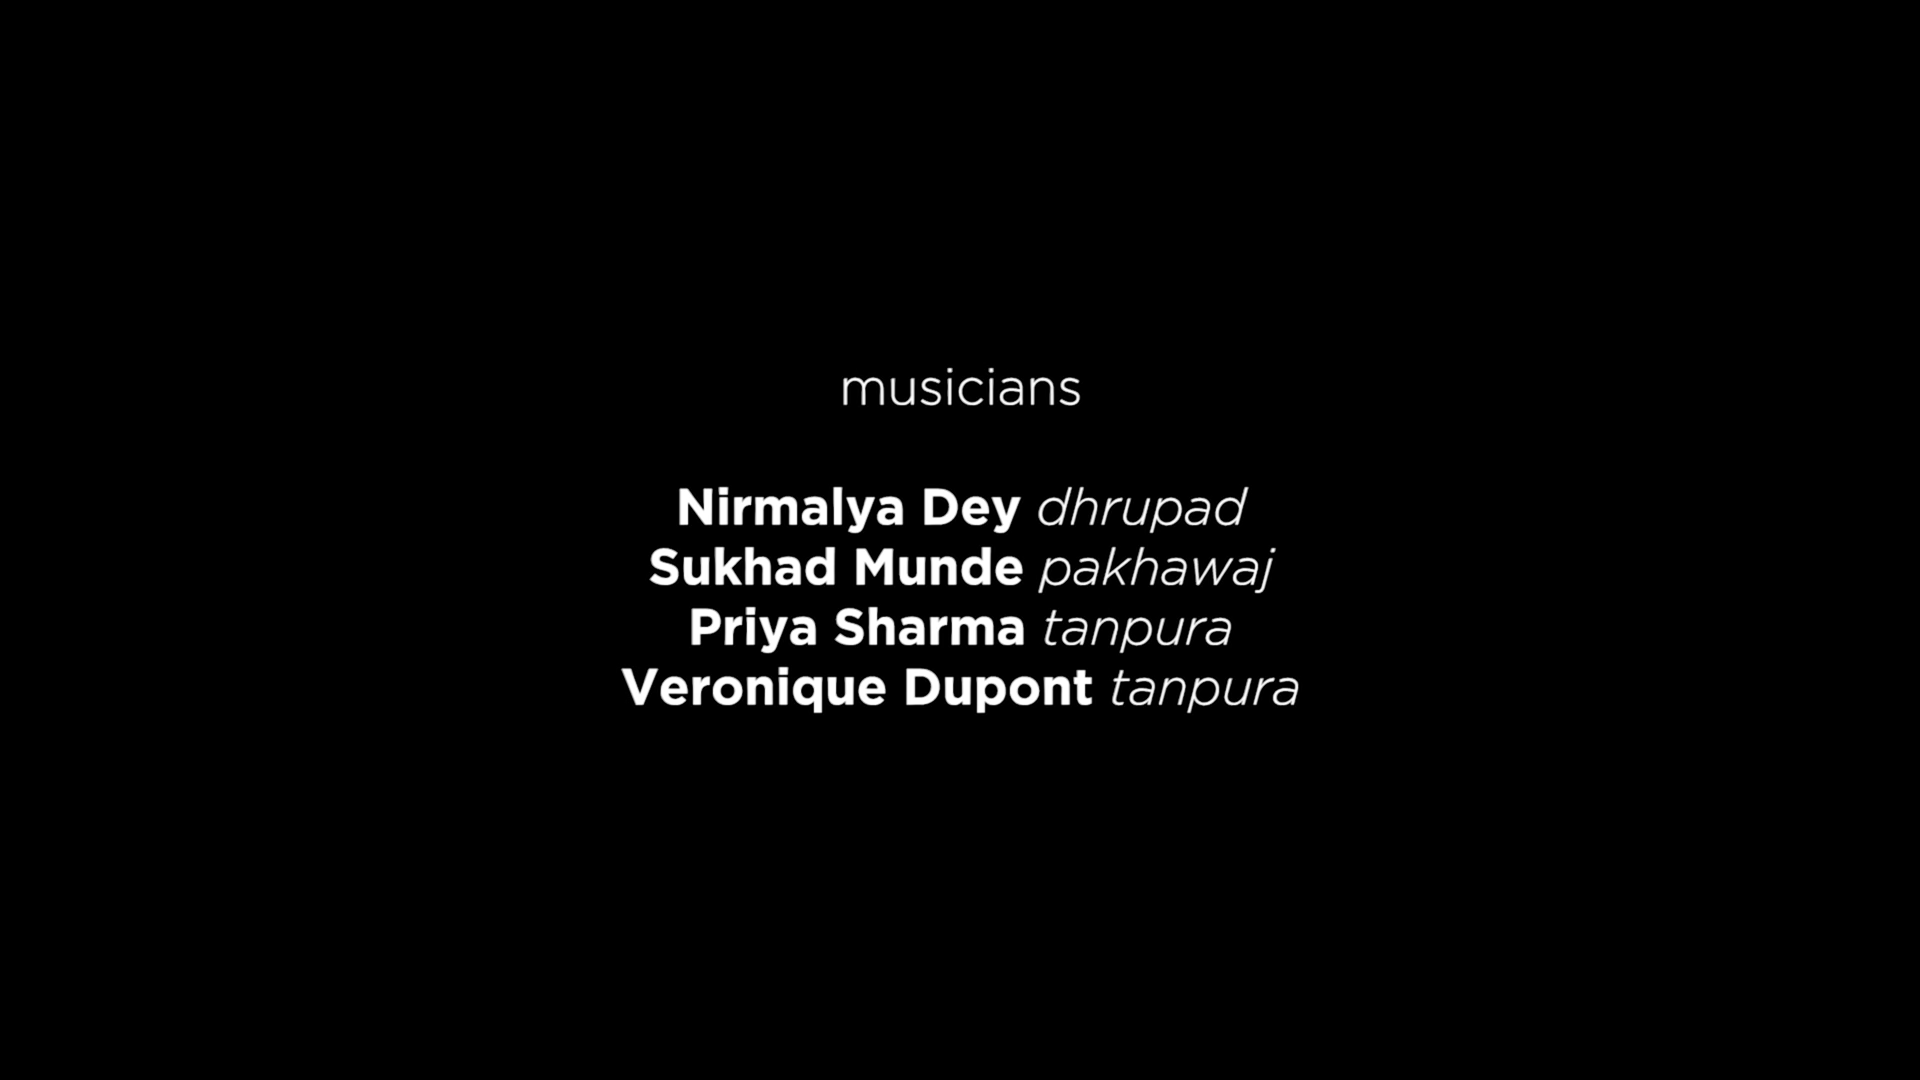 musicians
Nirmalya Dey dhrupad
Sukhad Munde pakhawaj
Priya Sharma tanpura
Veronique Dupont tanpura